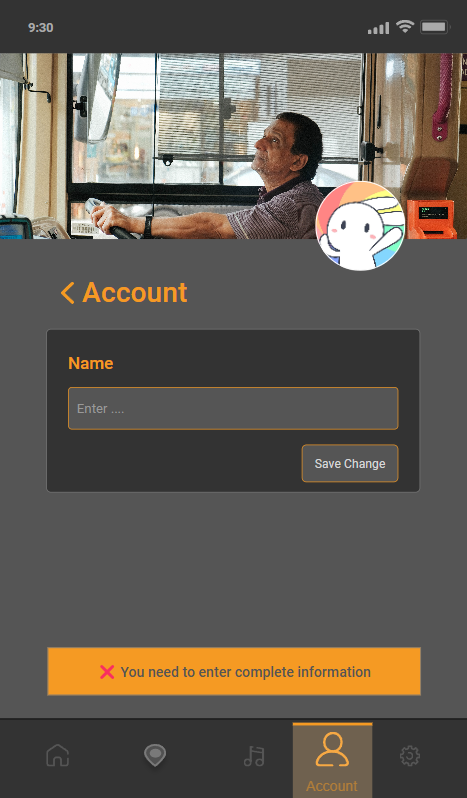 9:30
Account
Name
Enter ....
Save Change
You need to enter complete information
Account